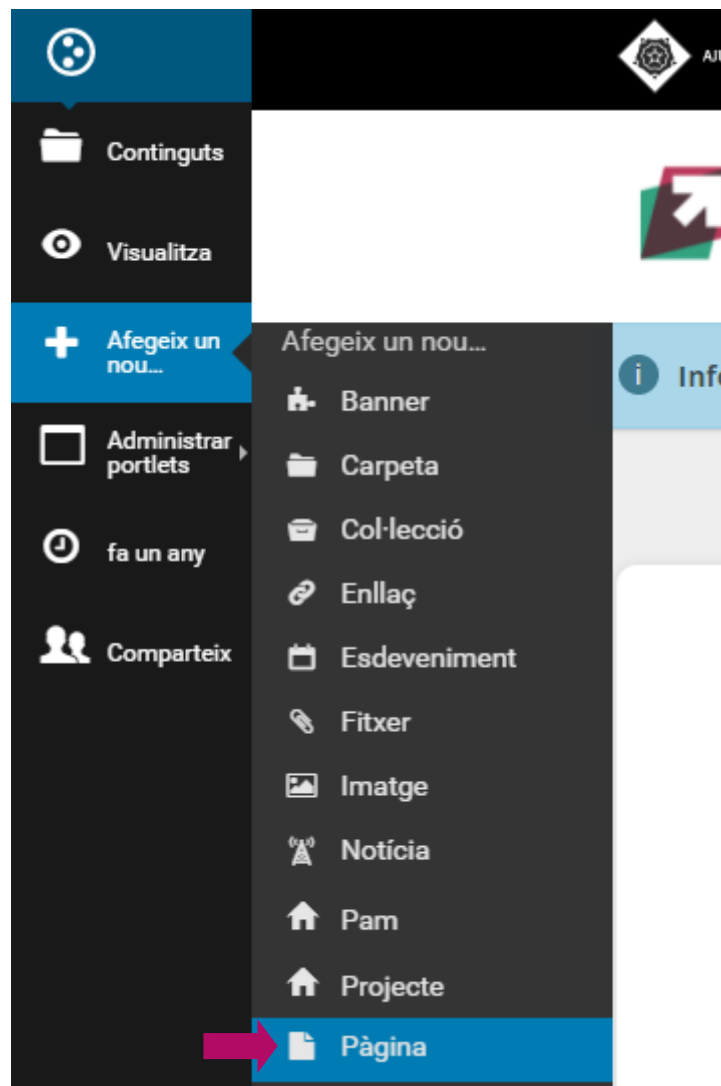 Continguts
Visualitza
Afegeix un
nou...
Administrar
portlets
fa un any
Comparteix
Afegeix un nou...
Banner
Carpeta
Col·lecció
Enllaç
Esdeveniment
Fitxer
Imatge
Notícia
Pam
Projecte
Pàgina